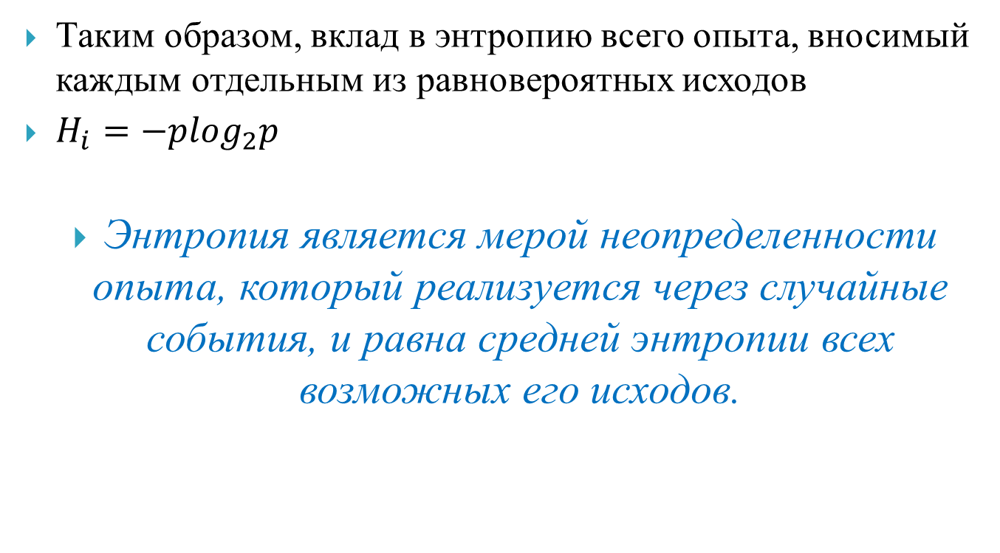 Таким образом, вклад в энтропию всего опыта, вносимый
каждым отдельным из равновероятных исходов
H_i = −plog_2p
Энтропия является мерой неопределенности
опыта, который реализуется через случайные
события, и равна средней энтропии всех
возможных его исходов.